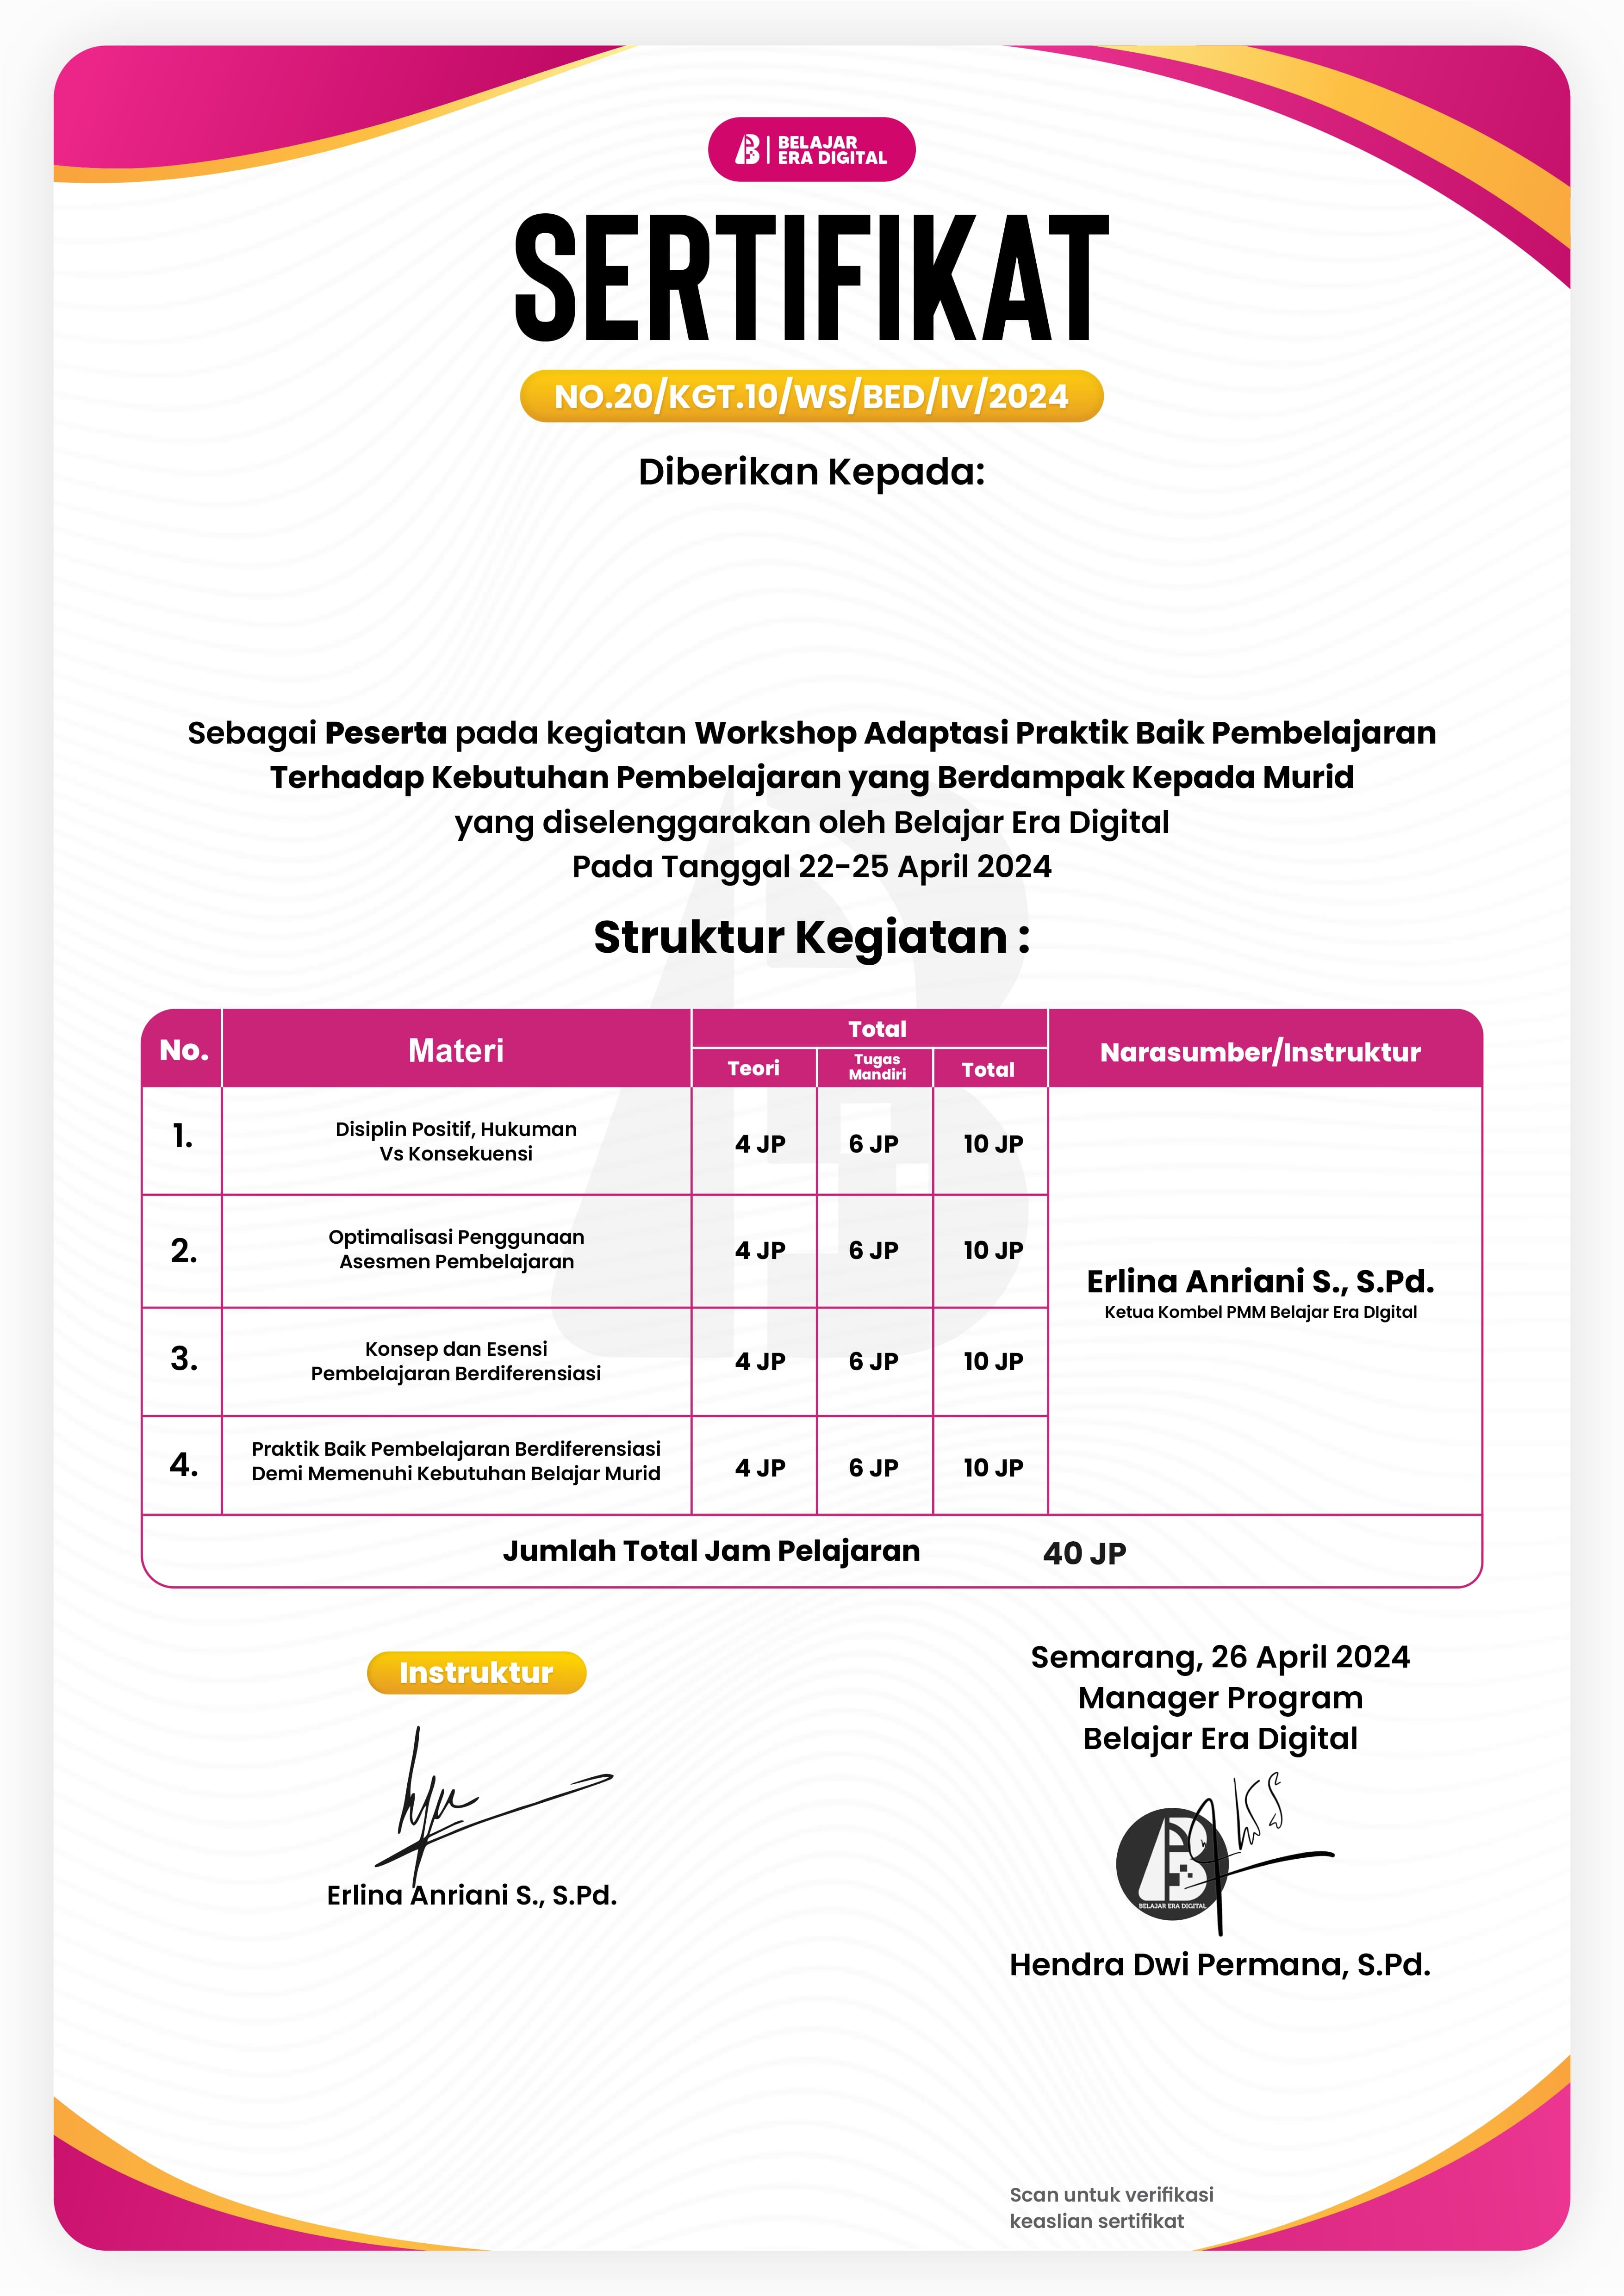 BELAJAR
ERA DIGITAL
SERTIFIKAT
NO.20/KGT.10/WS/BED/IV/2024
Diberikan Kepada:
Sebagai Peserta pada kegiatan Workshop Adaptasi Praktik Baik Pembelajaran
Terhadap Kebutuhan Pembelajaran yang Berdampak Kepada Murid
yang diselenggarakan oleh Belajar Era Digital
Pada Tanggal 22-25 April 2024
Struktur Kegiatan :
No. Materi Total Narasumber/Instruktur
Teori Tugas Mandiri Total
1. Disiplin Positif, Hukuman
Vs Konsekuensi
4 JP 6 JP 10 JP
2. Optimalisasi Penggunaan
Asesmen Pembelajaran
4 JP 6 JP 10 JP
Erlina Anriani S., S.Pd.
Ketua Kombel PMM Belajar Era DIgital
3. Konsep dan Esensi
Pembelajaran Berdiferensiasi
4 JP 6 JP 10 JP
4. Praktik Baik Pembelajaran Berdiferensiasi
Demi Memenuhi Kebutuhan Belajar Murid
4 JP 6 JP 10 JP
Jumlah Total Jam Pelajaran 40 JP
Instruktur
Erlina Anriani S., S.Pd.
Semarang, 26 April 2024
Manager Program
Belajar Era Digital
BELAJAR ERA DIGITAL
Hendra Dwi Permana, S.Pd.
Scan untuk verifikasi
keaslian sertifikat